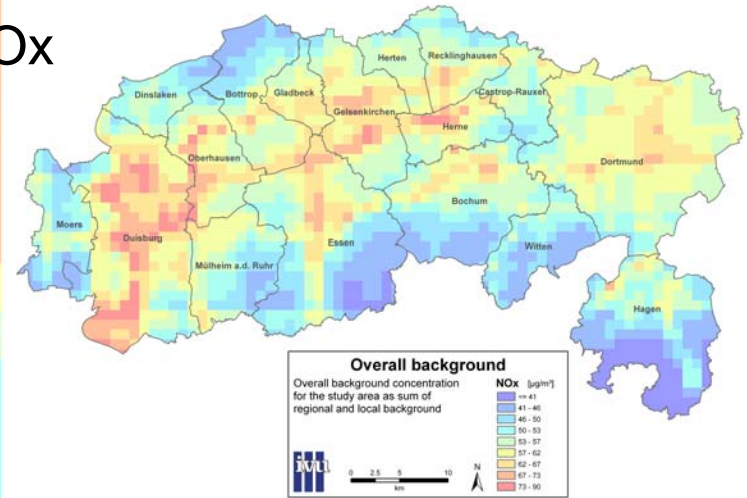 Ox
Herten
Recklinghausen
Dinslaken
Bottrop
Gladbeck
Castrop-Rauxel
Gelsenkirchen
Herne
Oberhausen
Dortmund
Moers
Bochum
Duisburg
Essen
Witten
Mülheim a.d. Ruhr
Hagen
Overall background
Overall background concentration
for the study area as sum of
regional and local background
NOx [µg/m³]
<= 41
41 - 46
46 - 50
50 - 53
53 - 57
57 - 62
62 - 67
67 - 73
73 - 90
ivu
0 2.5 5 10
km
N